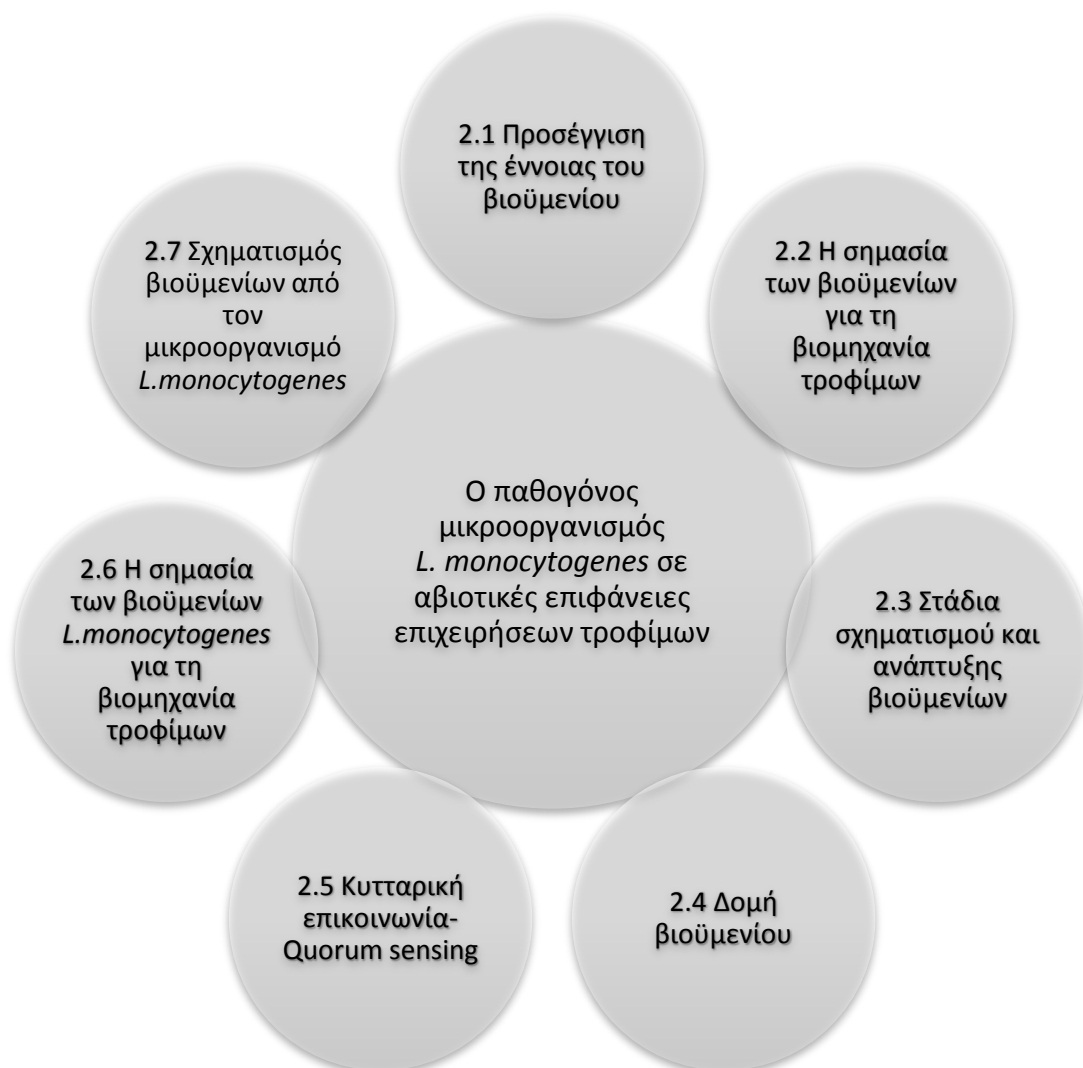 2.1 Προσέγγιση
της έννοιας του
βιοϋμενίου
2.2 Η σημασία
των βιοϋμενίων
για τη
βιομηχανία
τροφίμων
2.3 Στάδια
σχηματισμού και
ανάπτυξης
βιοϋμενίων
2.4 Δομή
βιοϋμενίου
2.5 Κυτταρική
επικοινωνία-
Quorum sensing
2.6 Η σημασία
των βιοϋμενίων
L.monocytogenes
για τη
βιομηχανία
τροφίμων
2.7 Σχηματισμός
βιοϋμενίων από
τον
μικροοργανισμό
L.monocytogenes
Ο παθογόνος
μικροοργανισμός
L. monocytogenes σε
αβιοτικές επιφάνειες
επιχειρήσεων τροφίμων